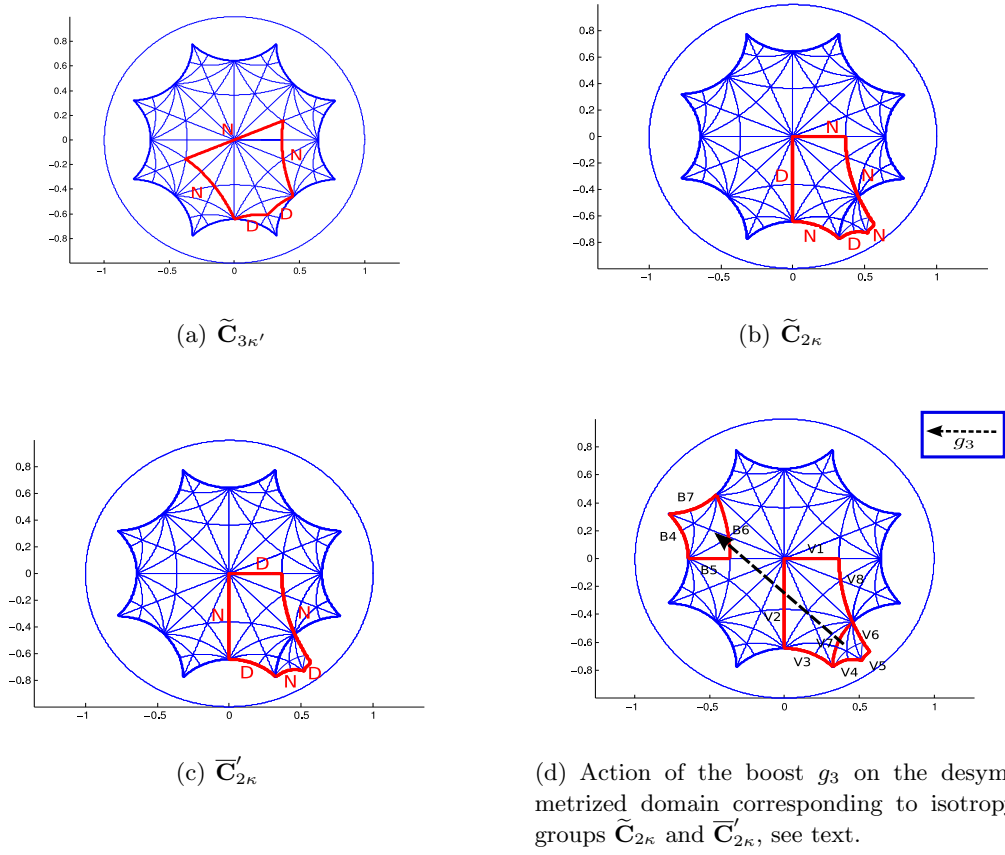 0.8
0.6
0.4
0.2
0
−0.2
−0.4
−0.6
−0.8
−1 −0.5 0 0.5 1
N
N
N
D
D
(a) C̃3κ′
0.8
0.6
0.4
0.2
0
−0.2
−0.4
−0.6
−0.8
−1 −0.5 0 0.5 1
N
D
N
N
D
N
(b) C̃2κ
0.8
0.6
0.4
0.2
0
−0.2
−0.4
−0.6
−0.8
−1 −0.5 0 0.5 1
D
N
N
D
N
D
(c) C̅′2κ
g3
0.8
0.6
0.4
0.2
0
−0.2
−0.4
−0.6
−0.8
−1 −0.5 0 0.5 1
B7
B4
B6
B5
V1
V8
V2
V7
V6
V3
V4
V5
(d) Action of the boost g3 on the desym
metrized domain corresponding to isotropy
groups C̃2κ and C̅′2κ, see text.